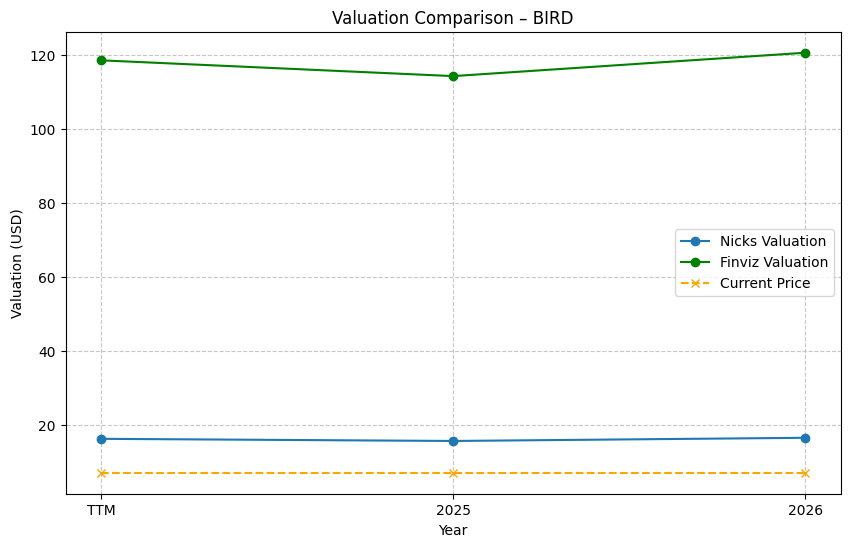 Valuation Comparison – BIRD
Valuation (USD)
120
100
80
60
40
20
Nicks Valuation
Finviz Valuation
Current Price
TTM
2025
2026
Year